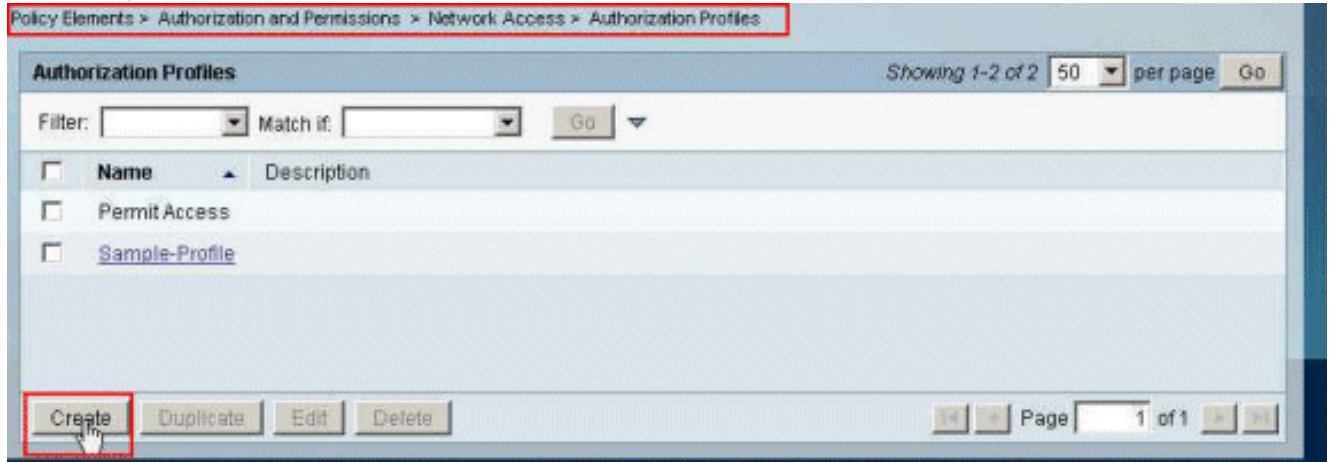 Policy Elements > Authorization and Permissions > Network Access > Authorization Profiles
Authorization Profiles Showing 1-2 of 2 50 per page Go
Filter: Match if: Go
Name Description
Permit Access
Sample-Profile
Create Duplicate Edit Delete Page 1 of 1